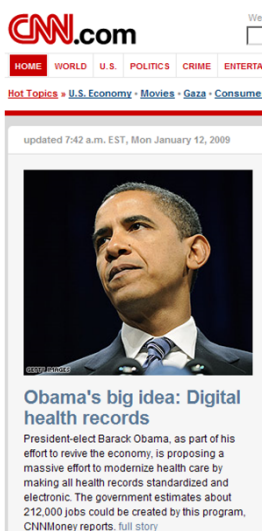 CNN.com
We
HOME WORLD U.S. POLITICS CRIME ENTERTA
Hot Topics » U.S. Economy • Movies • Gaza • Consume
updated 7:42 a.m. EST, Mon January 12, 2009
GETTY IMAGES
Obama's big idea: Digital
health records
President-elect Barack Obama, as part of his
effort to revive the economy, is proposing a
massive effort to modernize health care by
making all health records standardized and
electronic. The government estimates about
212,000 jobs could be created by this program,
CNNMoney reports. full story